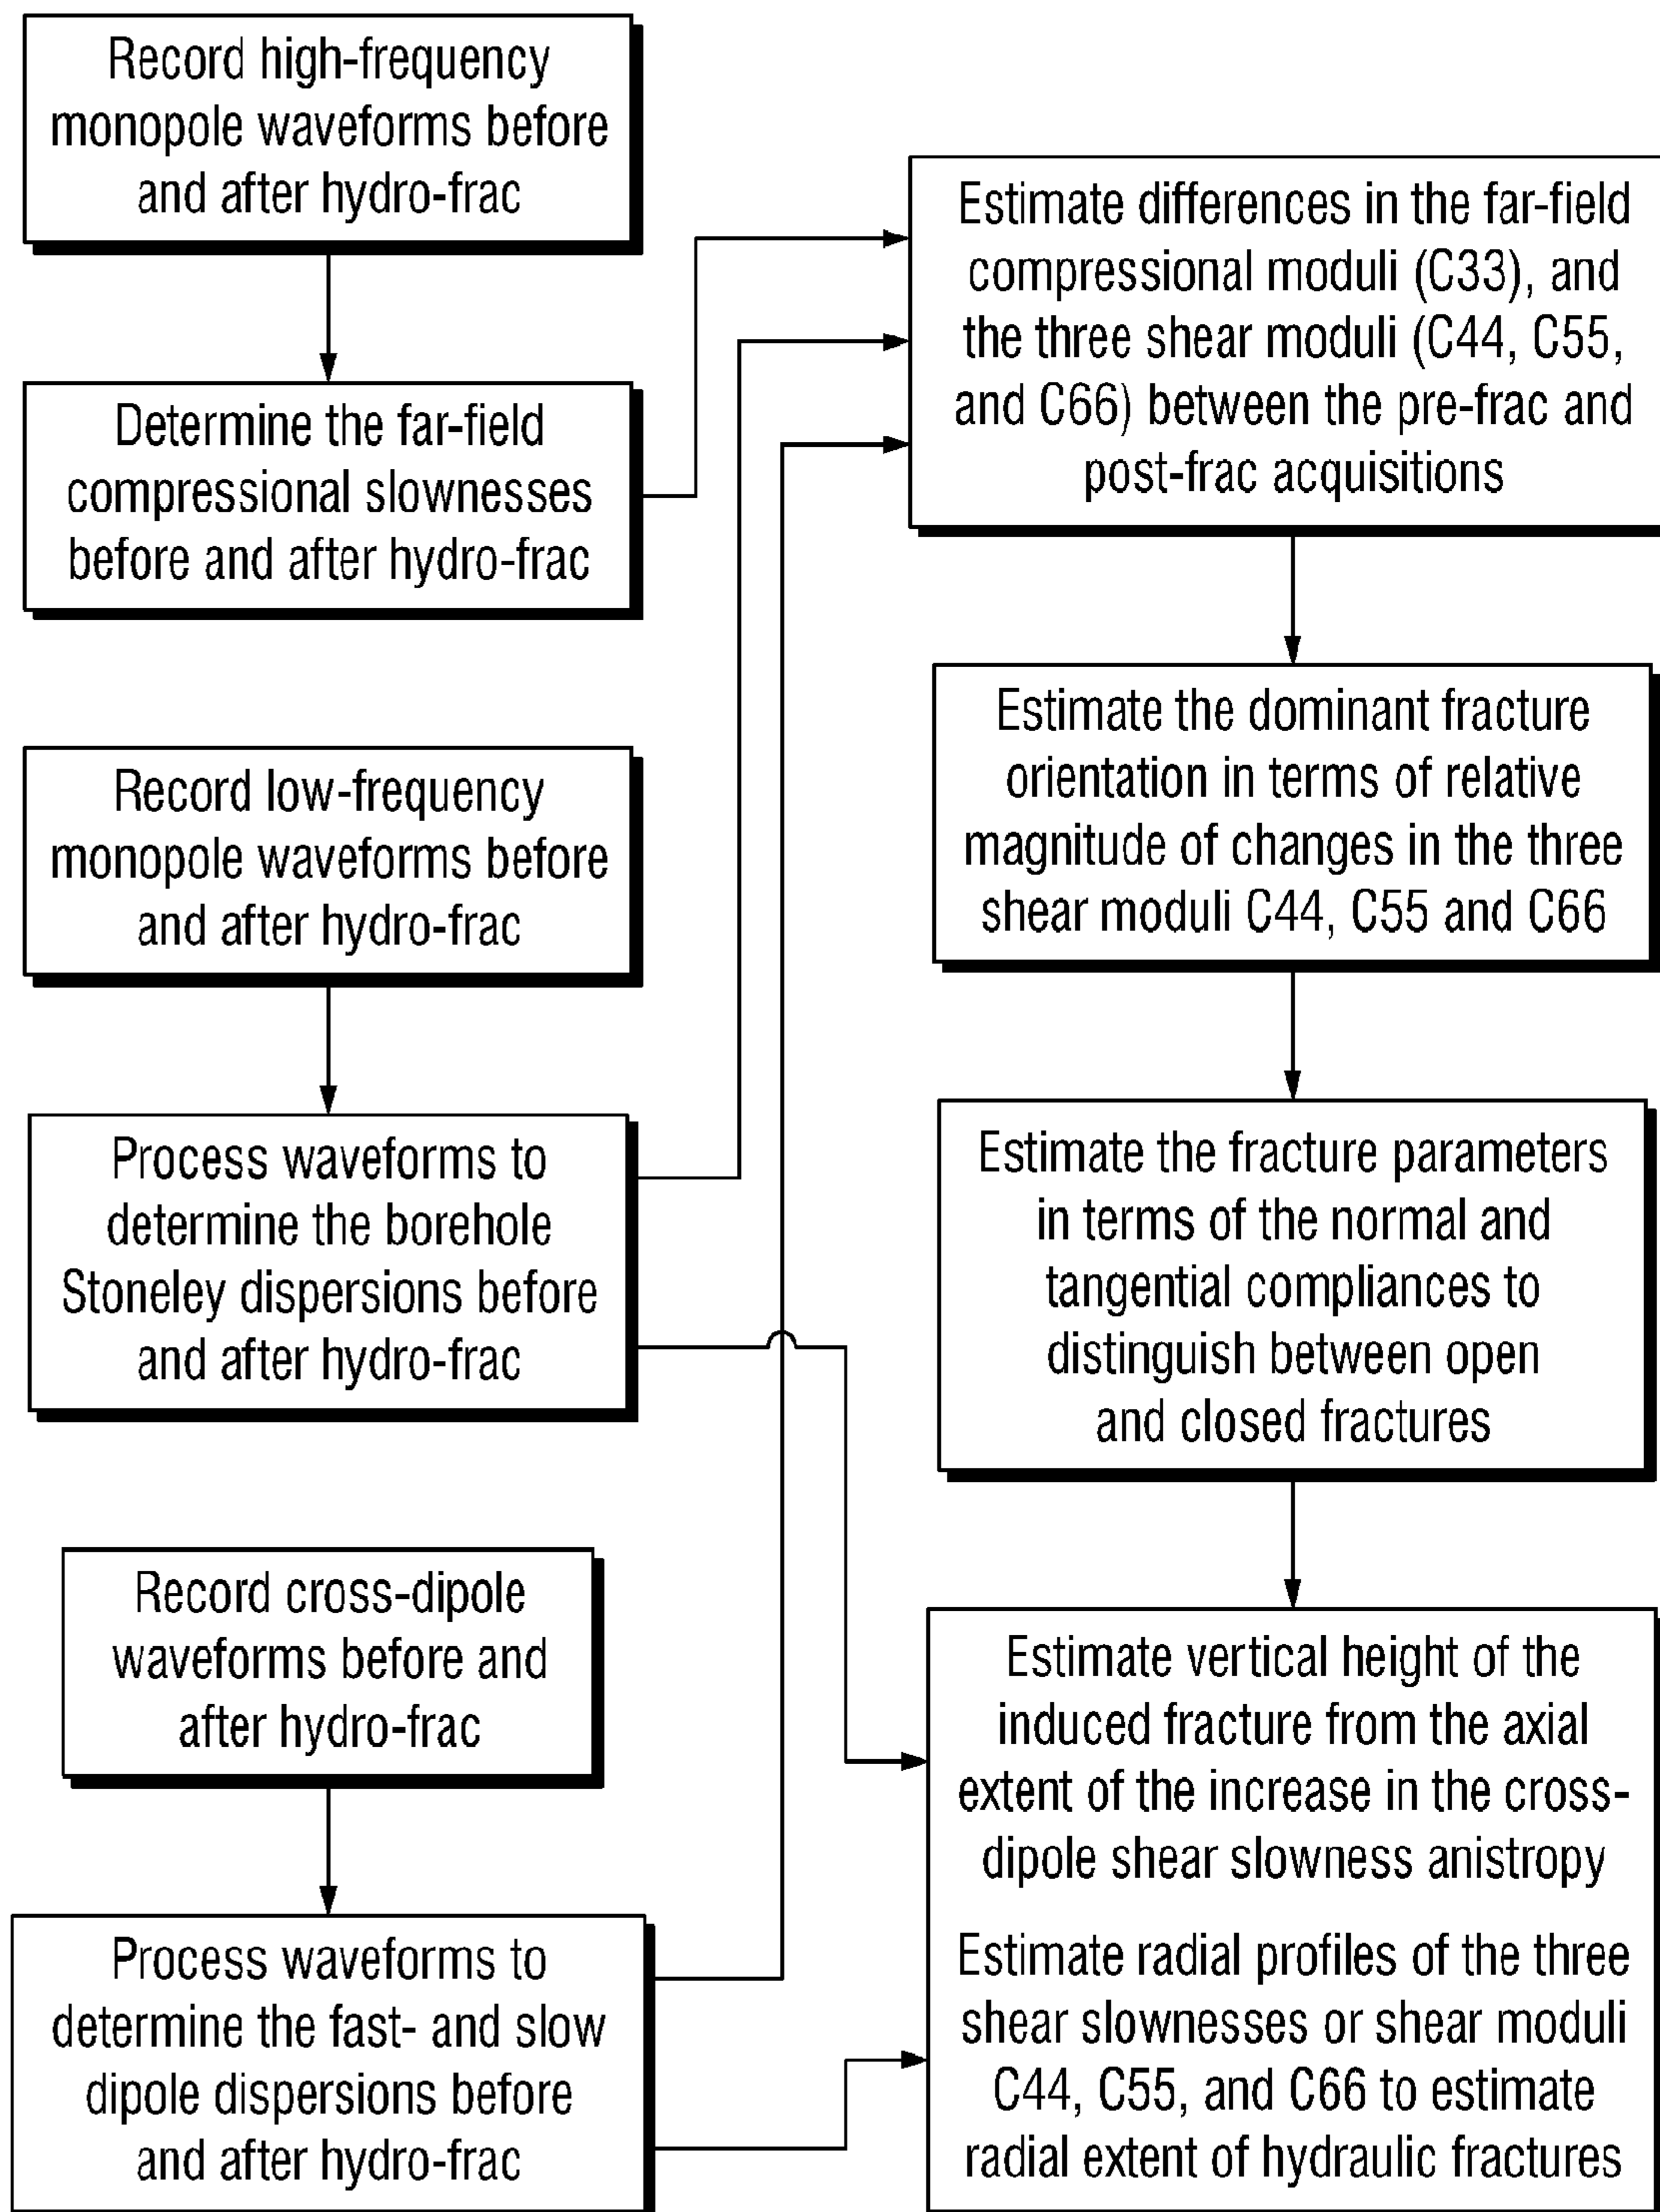 Record high-frequency
monopole waveforms before
and after hydro-frac
Determine the far-field
compressional slownesses
before and after hydro-frac
Record low-frequency
monopole waveforms before
and after hydro-frac
Process waveforms to
determine the borehole
Stoneley dispersions before
and after hydro-frac
Record cross-dipole
waveforms before and
after hydro-frac
Process waveforms to
determine the fast- and slow
dipole dispersions before
and after hydro-frac
Estimate differences in the far-field
compressional moduli (C33), and
the three shear moduli (C44, C55,
and C66) between the pre-frac and
post-frac acquisitions
Estimate the dominant fracture
orientation in terms of relative
magnitude of changes in the three
shear moduli C44, C55 and C66
Estimate the fracture parameters
in terms of the normal and
tangential compliances to
distinguish between open
and closed fractures
Estimate vertical height of the
induced fracture from the axial
extent of the increase in the cross-
dipole shear slowness anistropy
Estimate radial profiles of the three
shear slownesses or shear moduli
C44, C55, and C66 to estimate
radial extent of hydraulic fractures